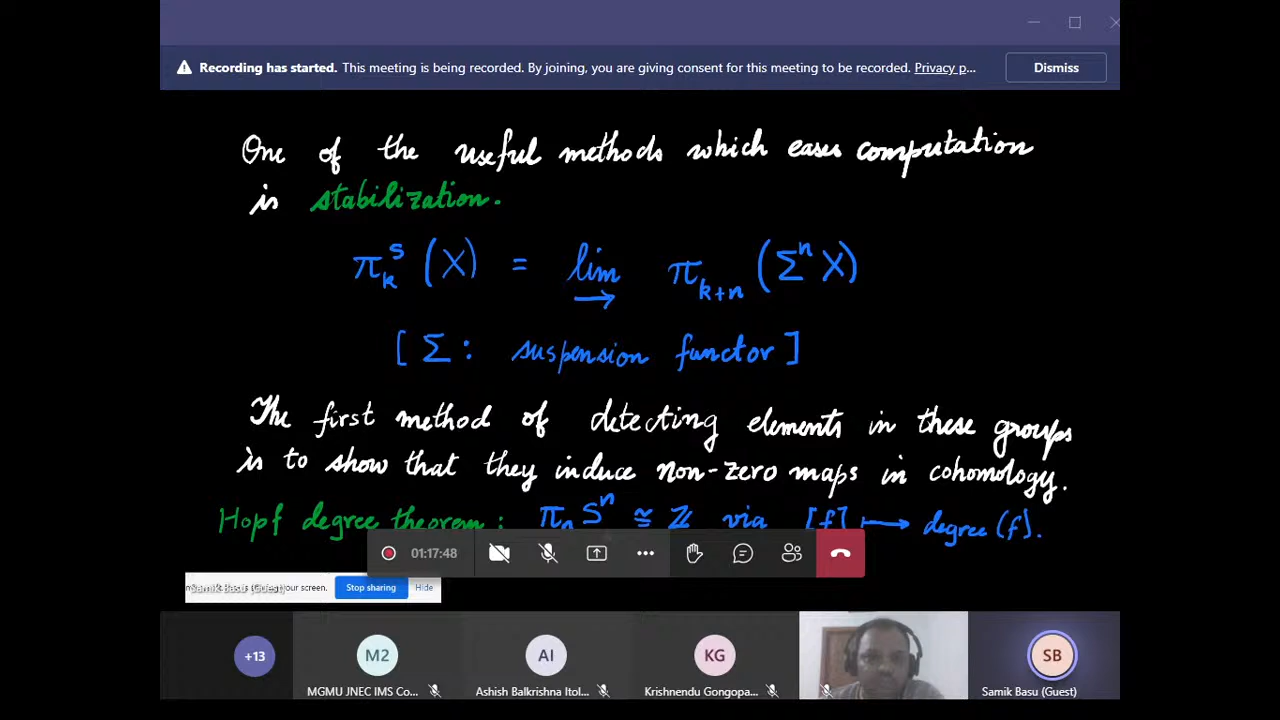 Recording has started. This meeting is being recorded. By joining, you are giving consent for this meeting to be recorded. Privacy p... Dismiss
One of the useful methods which eases computation
is stabilization.
π_k^s (X) = lim→ π_{k+n} (Σ^n X)
[ Σ : suspension functor ]
The first method of detecting elements in these groups
is to show that they induce non-zero maps in cohomology.
Hopf degree theorem : π_n S^n ≅ ℤ via [f] ⟼ degree (f).
01:17:48
Samik Basu (Guest) your screen. Stop sharing Hide
+13 M2 AI KG SB
MGMU JNEC IMS Co... Ashish Balkrishna Itol... Krishnendu Gongopa... Samik Basu (Guest)